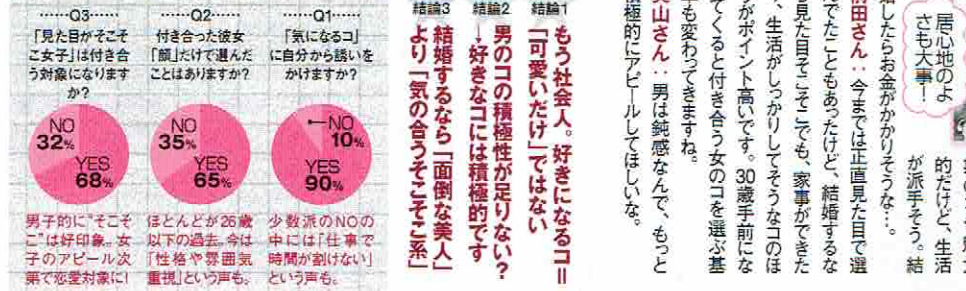 居心地のよ
さも大事！
的だけど、生活
が派手そう。結
したらお金がかかりそうな…。
田さん：今までは正直見た目で選
でたこともあったけど、結婚するな
見た目そこそこでも、家事ができた
、生活がしっかりしてそうなコのほ
がポイント高いです。30歳手前にな
てくると付き合う女のコを選ぶ基
も変わってきますね。
山さん：男は鈍感なんで、もっと
極的にアピールしてほしいな。
結論1
もう社会人。好きになるコ＝
「可愛いだけ」ではない
結論2
男のコの積極性が足りない？
→好きなコには積極的です
結論3
結婚するなら「面倒な美人」
より「気の合うそこそこ系」
……Q1……
「気になるコ」
に自分から誘いを
かけますか？
←NO
10%
YES
90%
少数派のNOの
中には「仕事で
時間が割けない」
という声も。
……Q2……
付き合った彼女
「顔」だけで選んだ
ことはありますか？
NO
35%
YES
65%
ほとんどが26歳
以下の過去。今は
「性格や雰囲気
重視」という声も。
……Q3……
「見た目がそこそ
こ女子」は付き合
う対象になります
か？
NO
32%
YES
68%
男子的に“そこそ
こ”は好印象。女
子のアピール次
第で恋愛対象に！